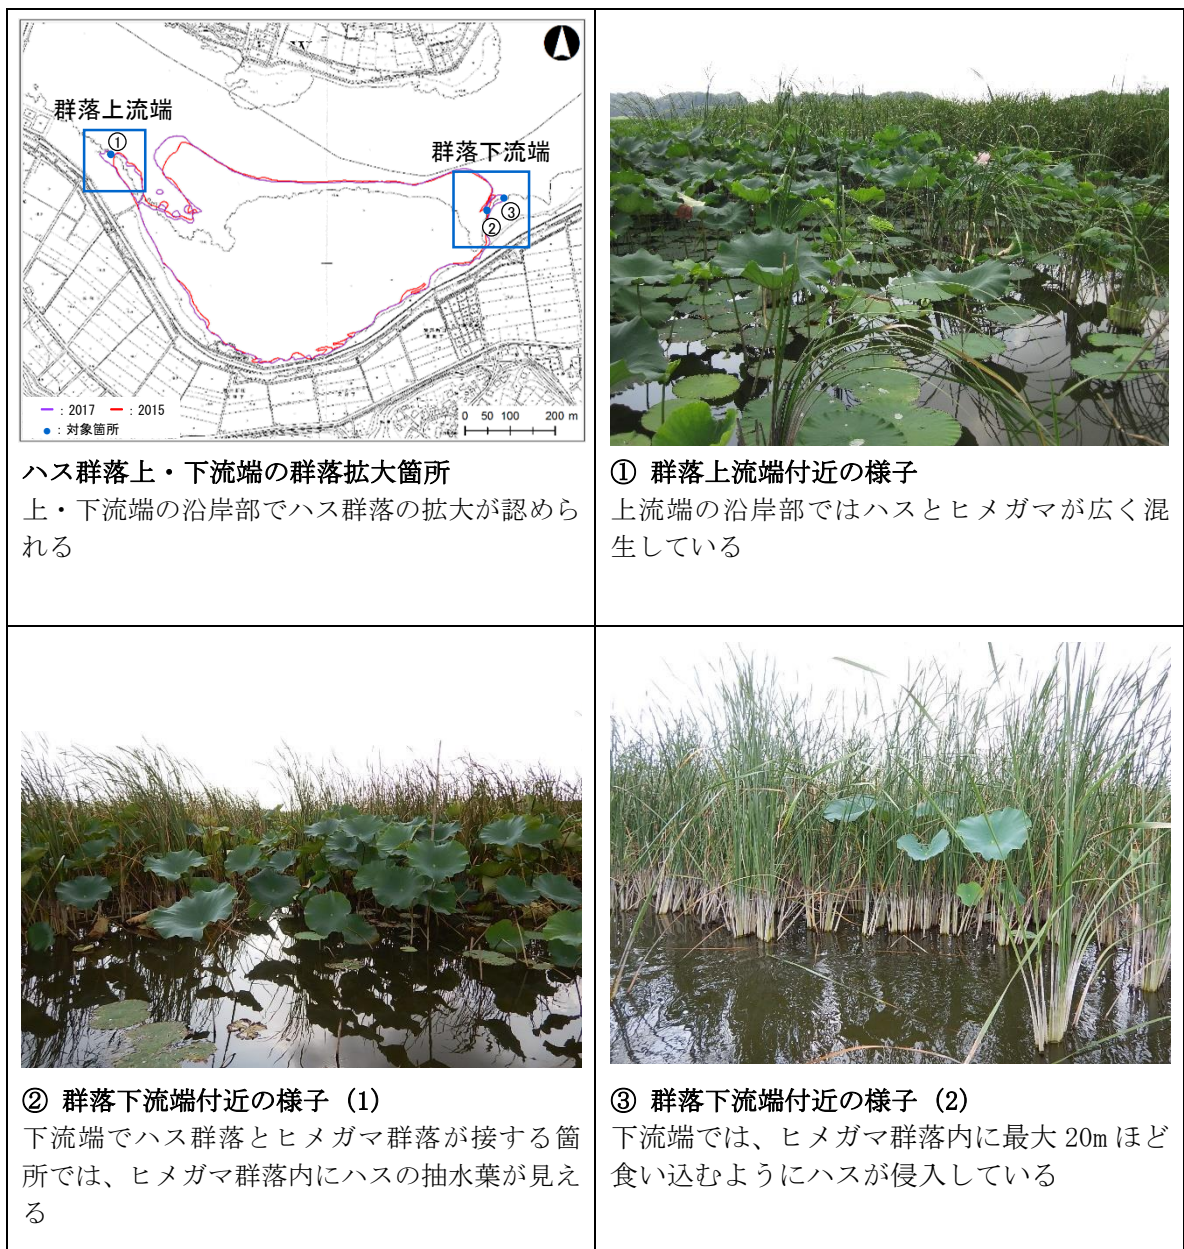 群落上流端
①
群落下流端
③
②
：2017 ：2015
：対象箇所
0 50 100 200 m
ハス群落上・下流端の群落拡大箇所
上・下流端の沿岸部でハス群落の拡大が認めら
れる
① 群落上流端付近の様子
上流端の沿岸部ではハスとヒメガマが広く混
生している
② 群落下流端付近の様子（1）
下流端でハス群落とヒメガマ群落が接する箇
所では、ヒメガマ群落内にハスの抽水葉が見え
る
③ 群落下流端付近の様子（2）
下流端では、ヒメガマ群落内に最大 20m ほど
食い込むようにハスが侵入している